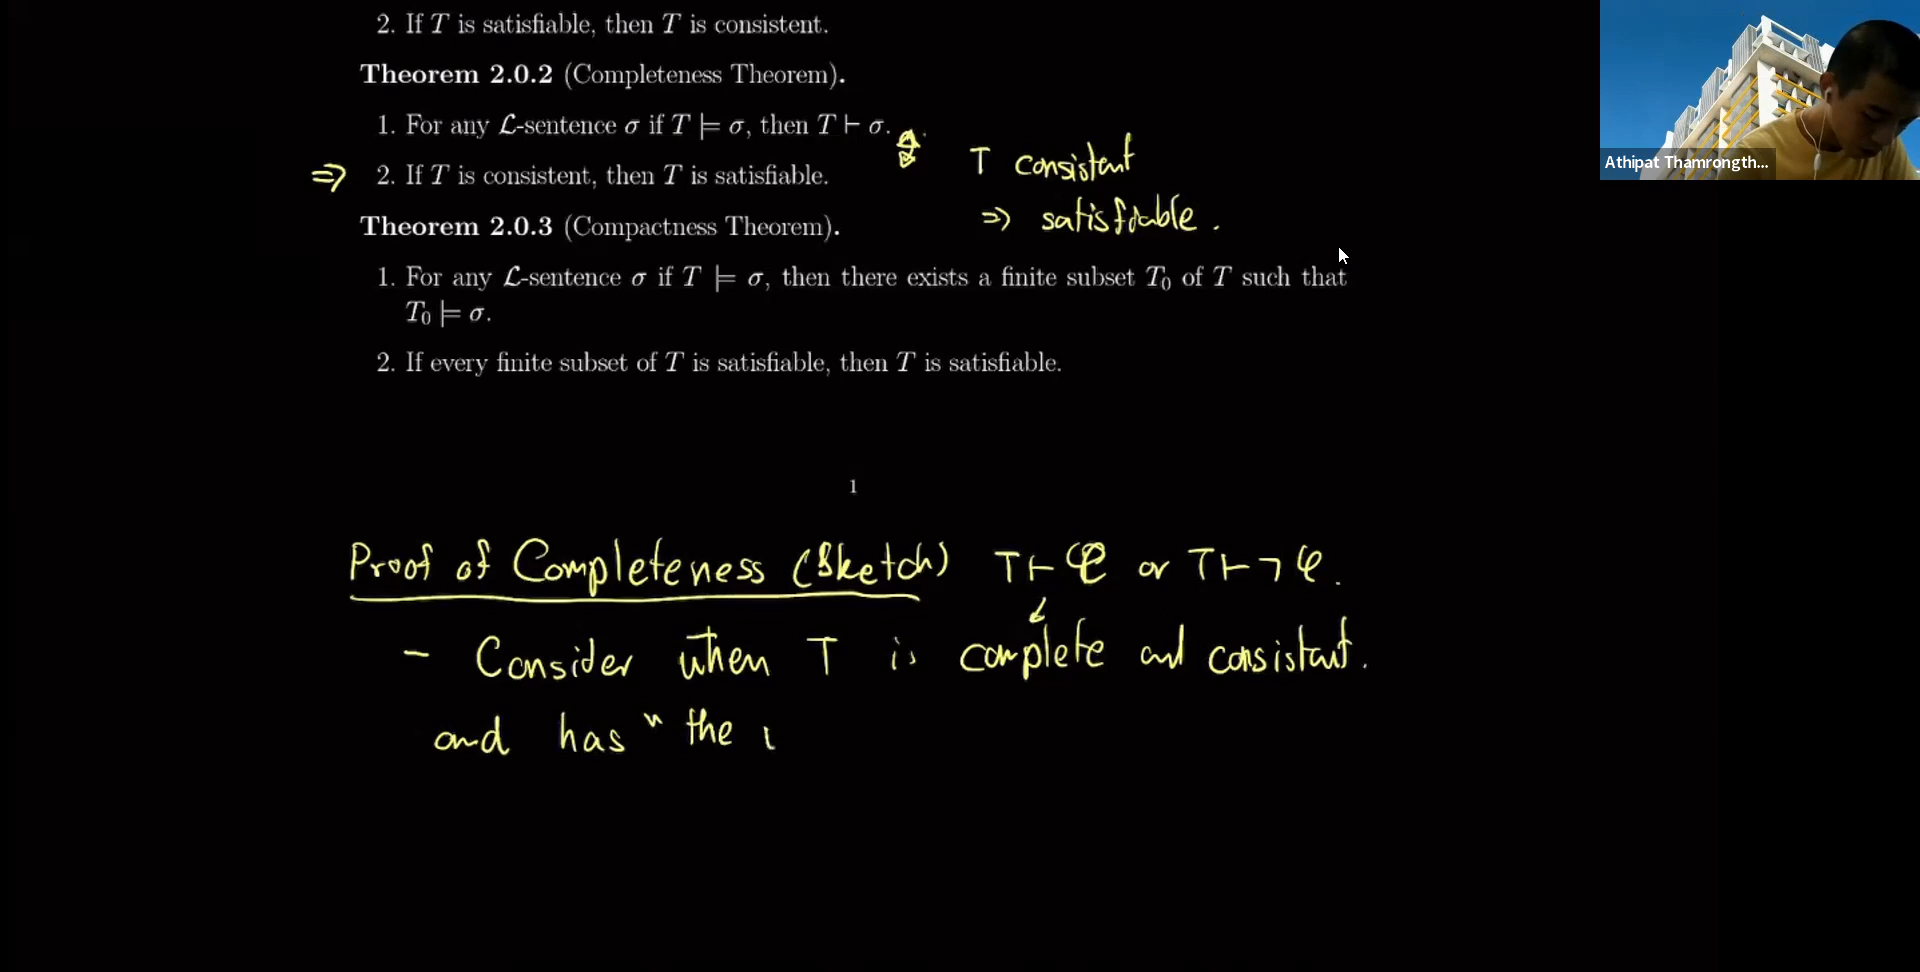 2. If T is satisfiable, then T is consistent.
Theorem 2.0.2 (Completeness Theorem).
1. For any ℒ-sentence σ if T ⊨ σ, then T ⊢ σ.
⇒ 2. If T is consistent, then T is satisfiable.
T consistent
⇒ satisfiable.
Athipat Thamrongth...
Theorem 2.0.3 (Compactness Theorem).
1. For any ℒ-sentence σ if T ⊨ σ, then there exists a finite subset T₀ of T such that
T₀ ⊨ σ.
2. If every finite subset of T is satisfiable, then T is satisfiable.
1
Proof of Completeness (Sketch) T ⊢ φ or T ⊢ ¬φ.
- Consider when T is complete and consistent.
and has "the